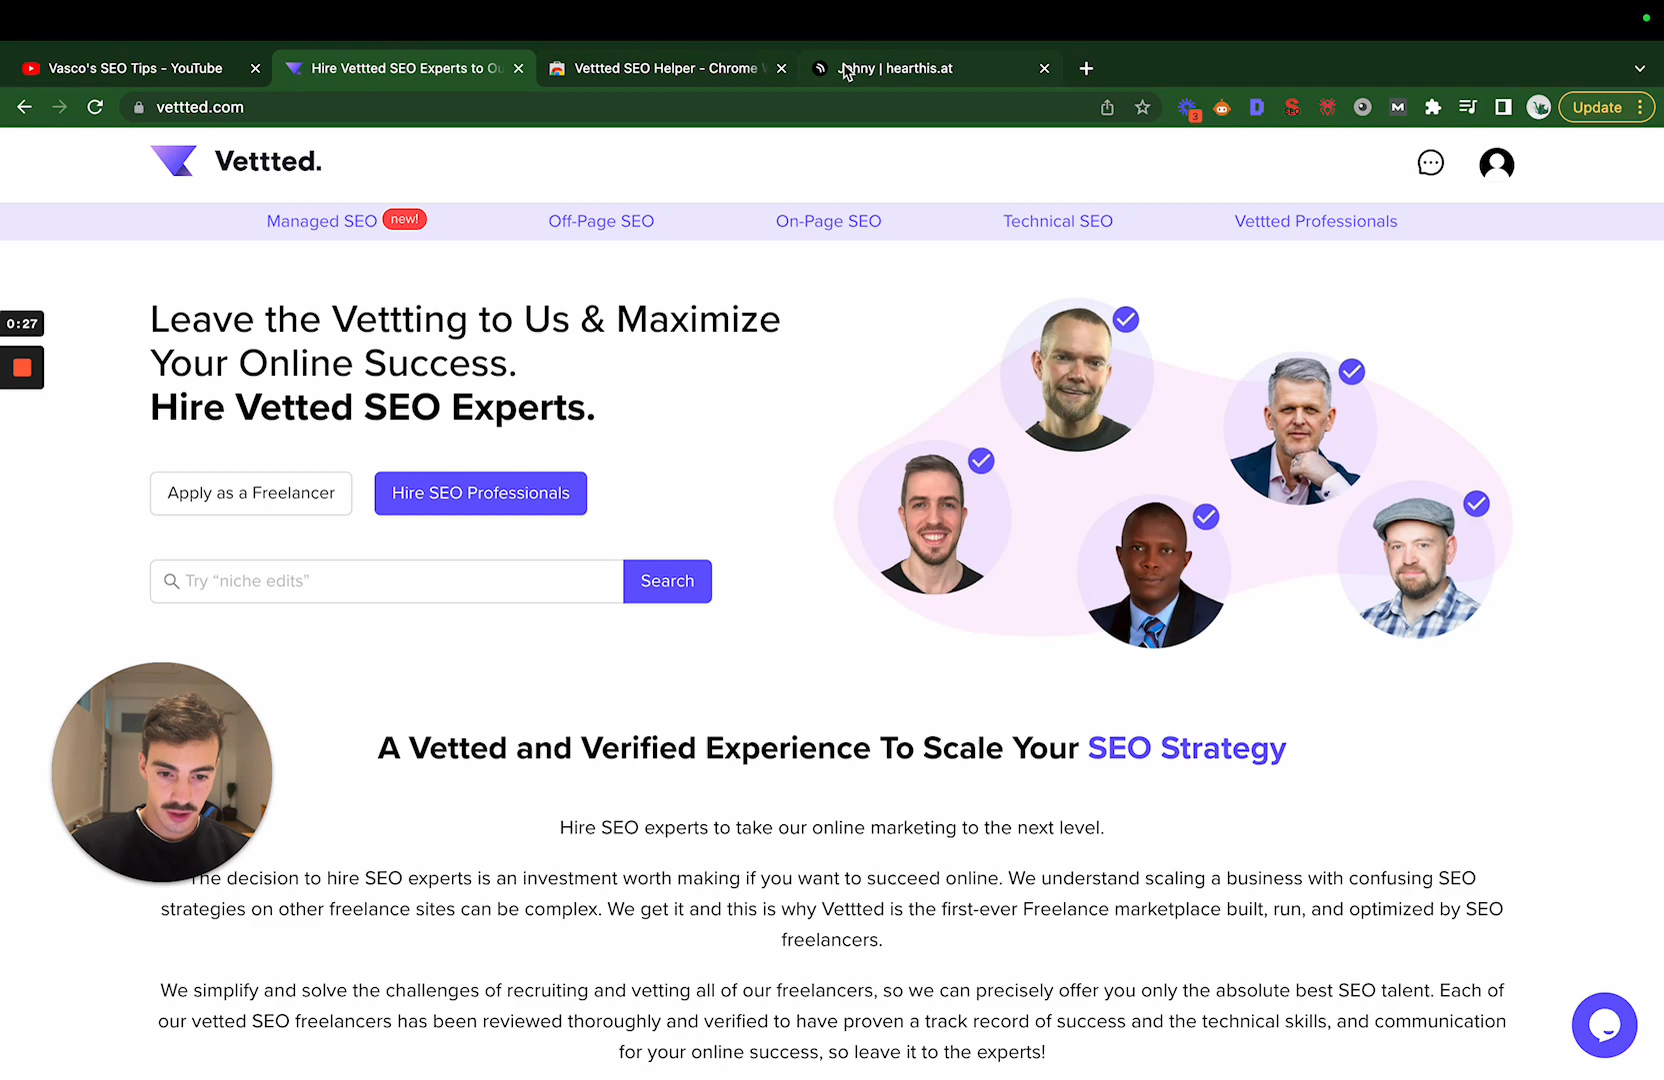 Vasco's SEO Tips - YouTube
Hire Vettted SEO Experts to Ou
Vettted SEO Helper - Chrome W
Johny | hearthis.at
vettted.com
3
SEO
Update
Vettted.
Managed SEO new!
Off-Page SEO
On-Page SEO
Technical SEO
Vettted Professionals
0:27
Leave the Vettting to Us & Maximize
Your Online Success.
Hire Vetted SEO Experts.
Apply as a Freelancer
Hire SEO Professionals
Try “niche edits”
Search
A Vetted and Verified Experience To Scale Your SEO Strategy
Hire SEO experts to take our online marketing to the next level.
The decision to hire SEO experts is an investment worth making if you want to succeed online. We understand scaling a business with confusing SEO
strategies on other freelance sites can be complex. We get it and this is why Vettted is the first-ever Freelance marketplace built, run, and optimized by SEO
freelancers.
We simplify and solve the challenges of recruiting and vetting all of our freelancers, so we can precisely offer you only the absolute best SEO talent. Each of
our vetted SEO freelancers has been reviewed thoroughly and verified to have proven a track record of success and the technical skills, and communication
for your online success, so leave it to the experts!